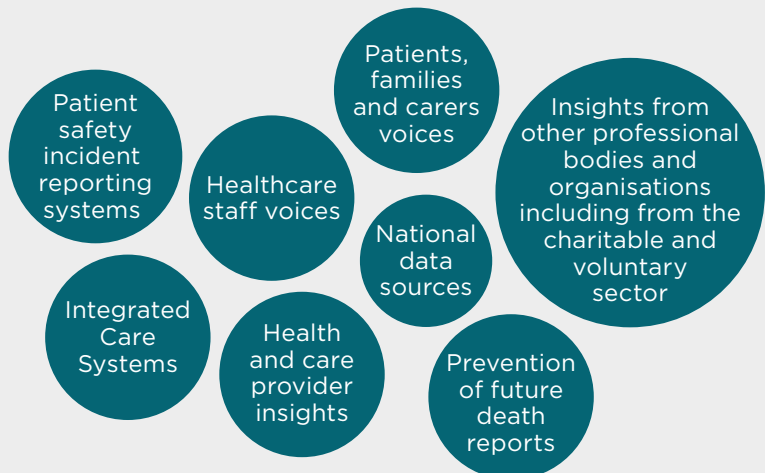 Patient
safety
incident
reporting
systems
Healthcare
staff voices
Patients,
families
and carers
voices
Insights from
other professional
bodies and
organisations
including from the
charitable and
voluntary
sector
National
data
sources
Integrated
Care
Systems
Health
and care
provider
insights
Prevention
of future
death
reports